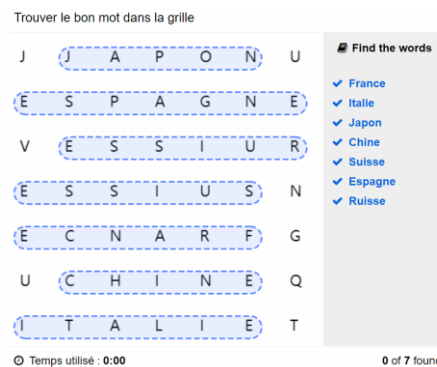 Trouver le bon mot dans la grille
J J A P O N U
E S P A G N E
V E S S I U R
E S S I U S N
E C N A R F G
U C H I N E Q
I T A L I E T
Find the words
France
Italie
Japon
Chine
Suisse
Espagne
Ruisse
Temps utilisé : 0:00
0 of 7 foun